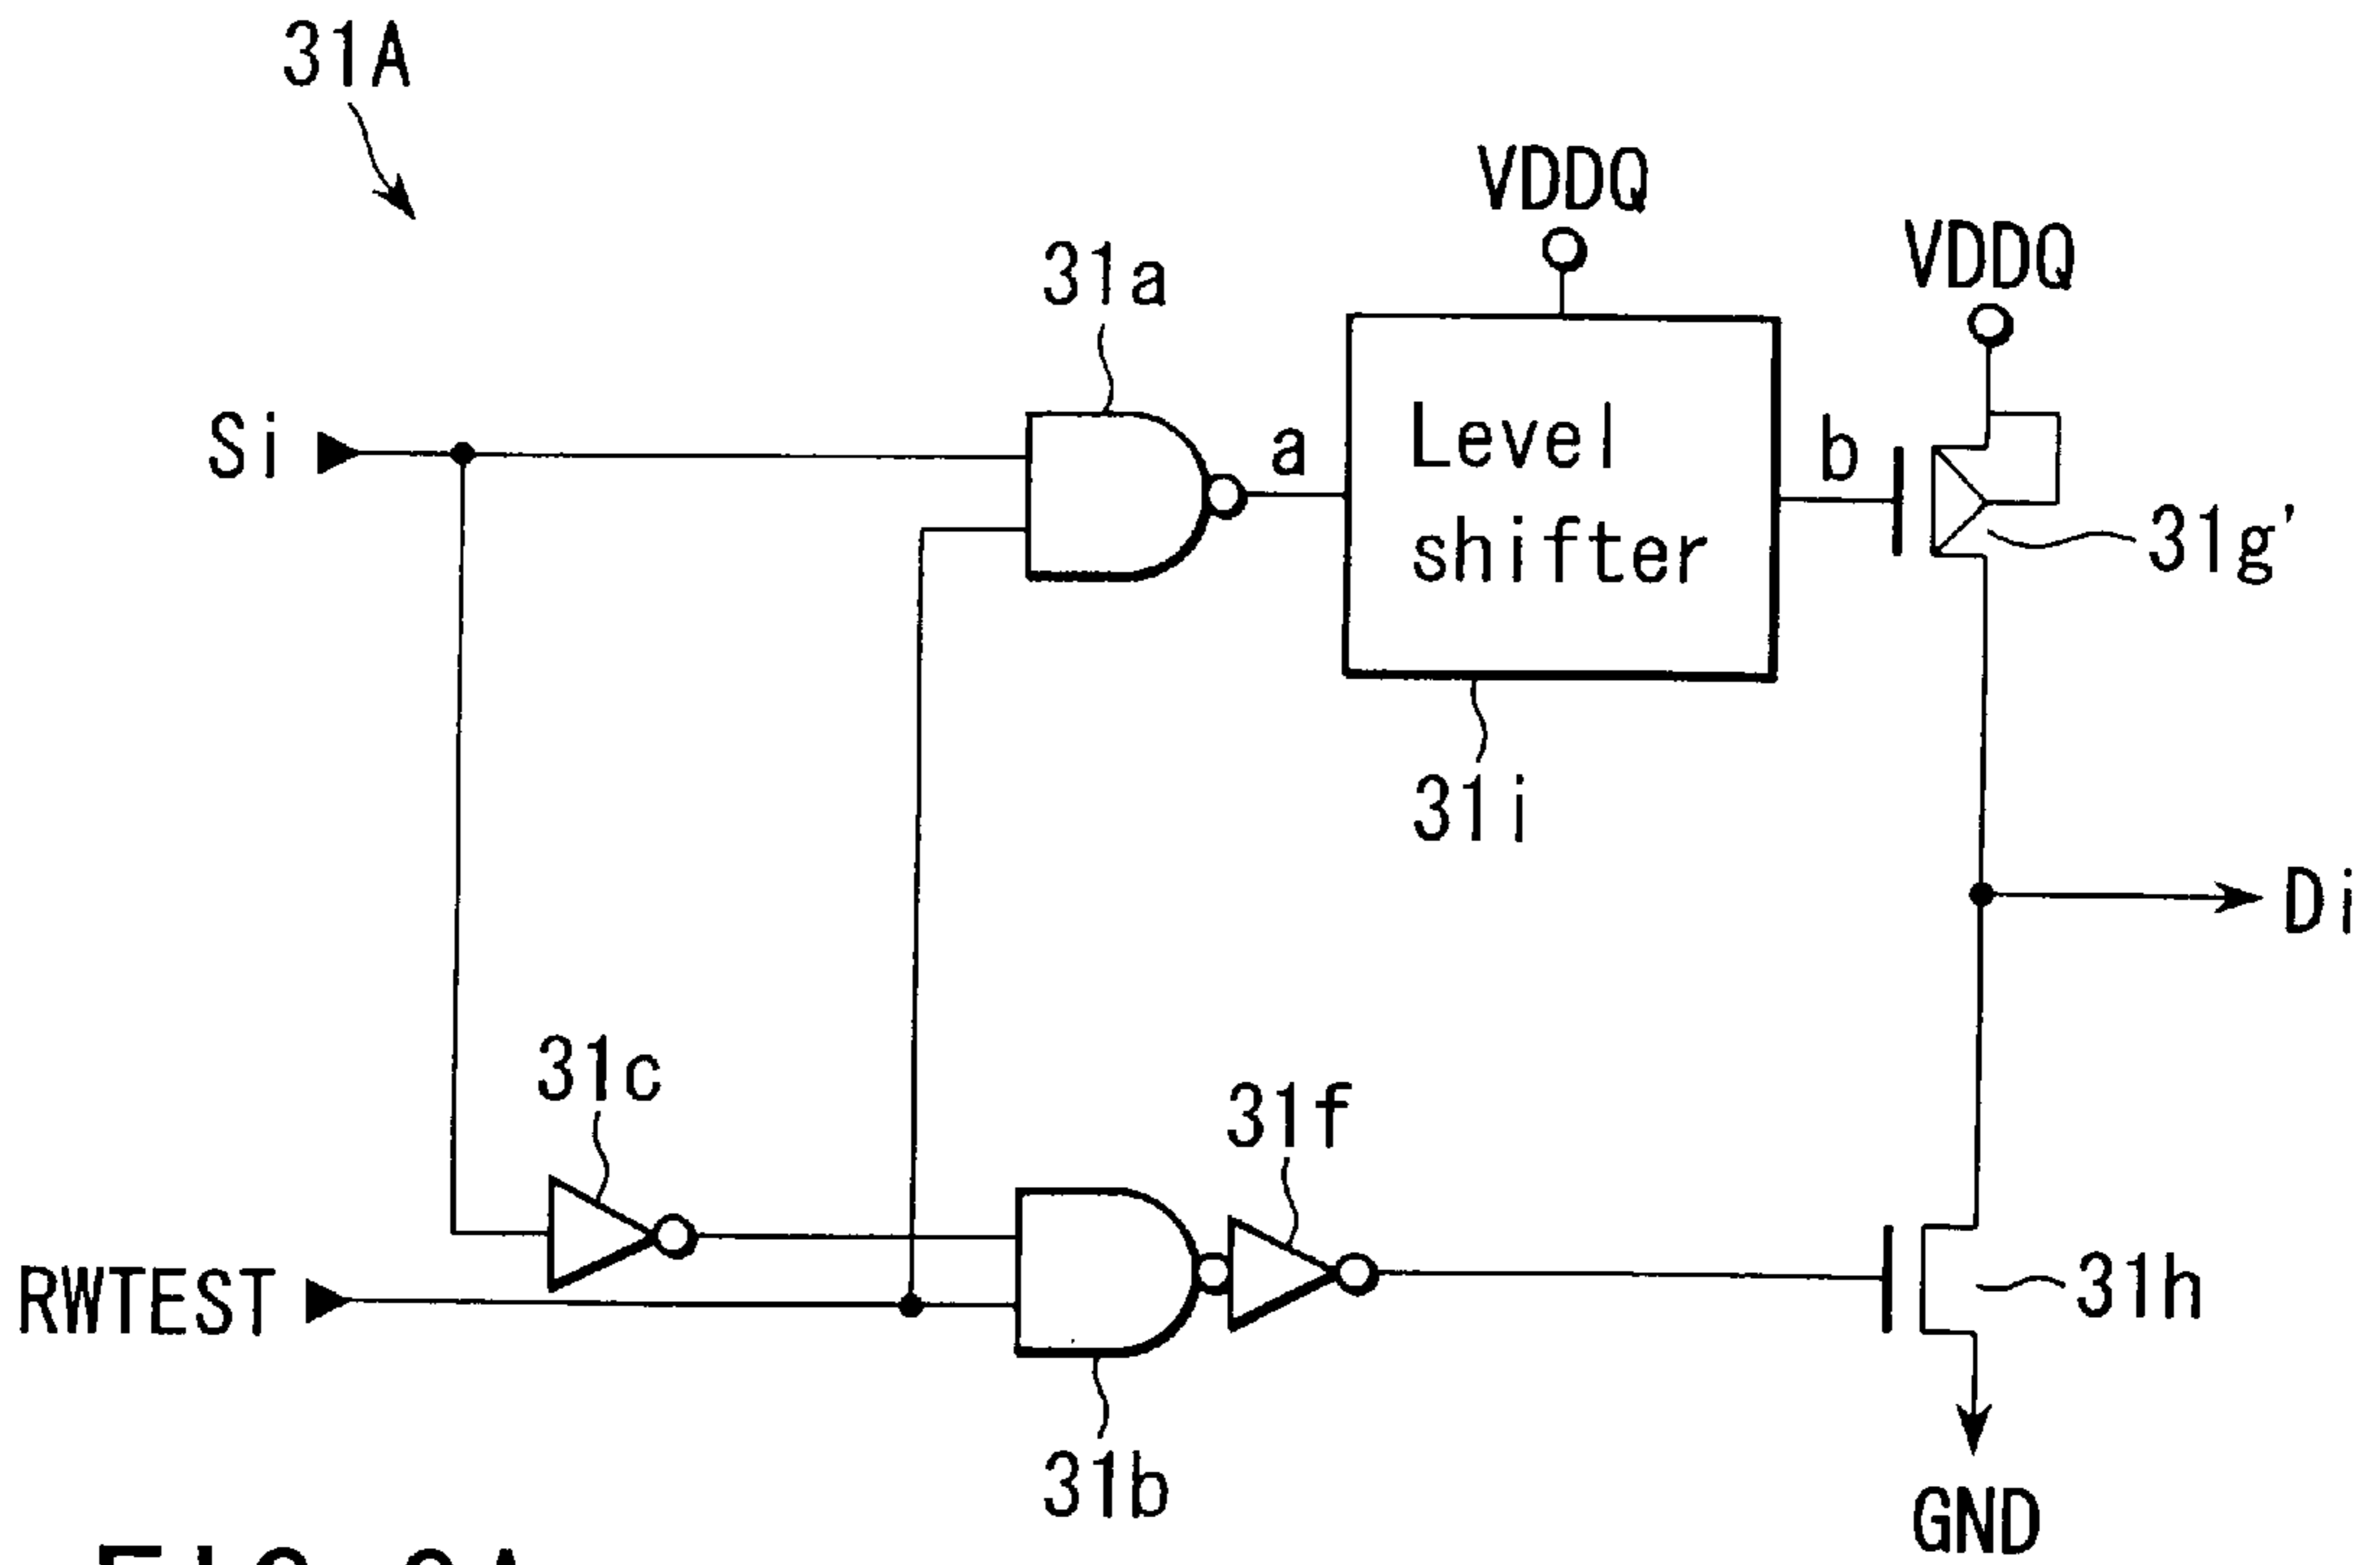 31A
VDDQ
VDDQ
31a
Si
a
Level
shifter
b
31g'
31i
Di
31c
31f
RWTEST
31h
31b
GND